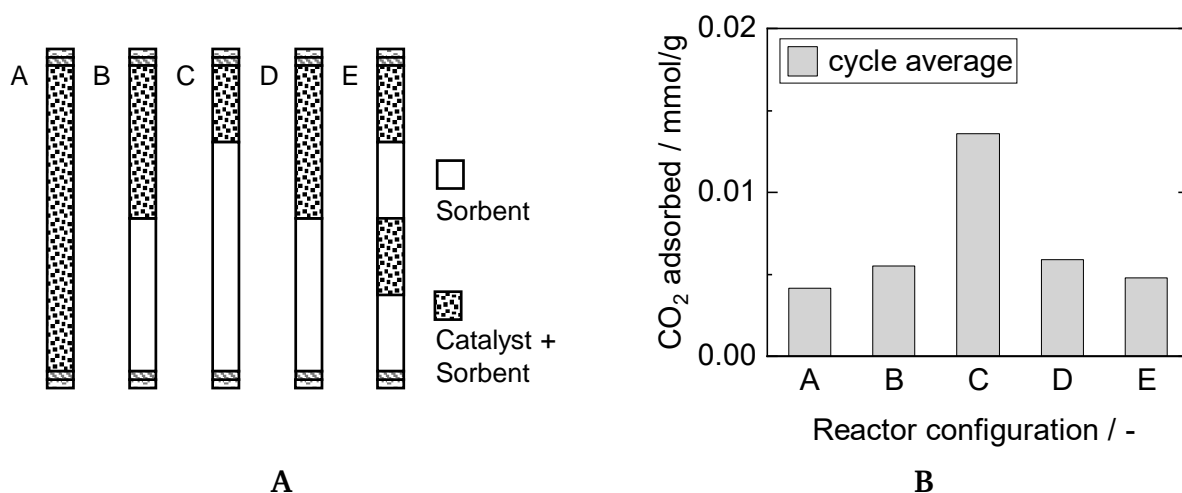 A B C D E
Sorbent
Catalyst +
Sorbent
A
0.02
cycle average
0.01
0.00
CO₂ adsorbed / mmol/g
A B C D E
Reactor configuration / -
B